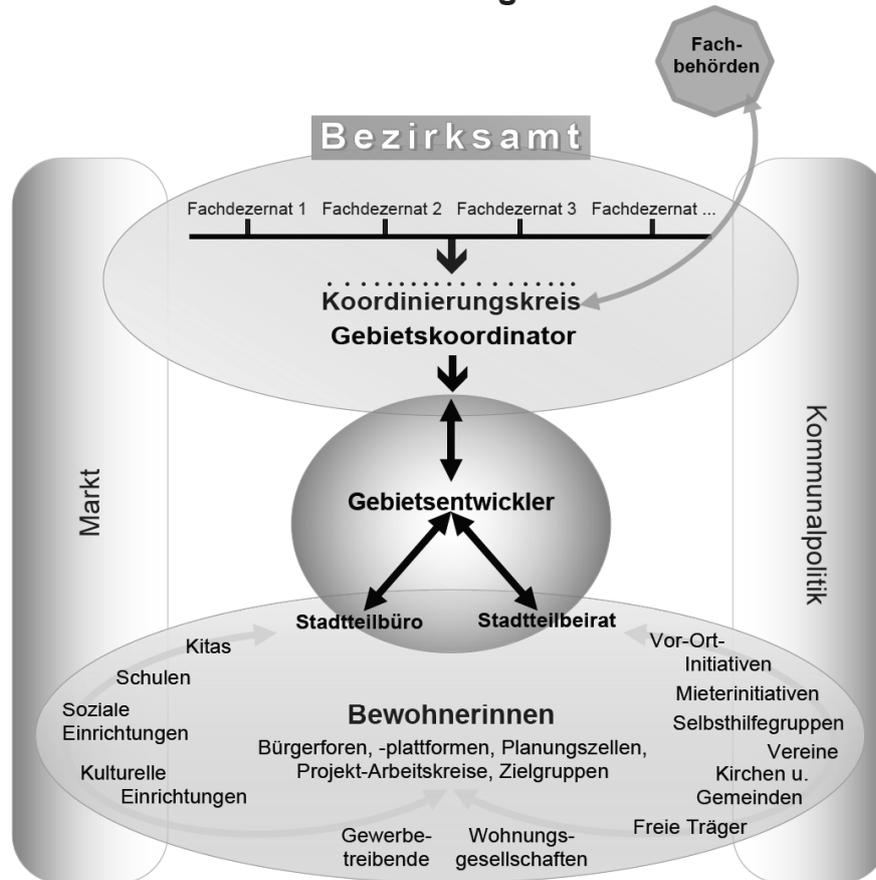 Fach-
behörden
Bezirksamt
Fachdezernat 1 Fachdezernat 2 Fachdezernat 3 Fachdezernat ...
Koordinierungskreis
Gebietskoordinator
Markt
Kommunalpolitik
Gebietsentwickler
Stadtteilbüro
Stadtteilbeirat
Kitas
Schulen
Soziale
Einrichtungen
Kulturelle
Einrichtungen
Bewohnerinnen
Bürgerforen, -plattformen, Planungszellen,
Projekt-Arbeitskreise, Zielgruppen
Vor-Ort-
Initiativen
Mieterinitiativen
Selbsthilfegruppen
Vereine
Kirchen u.
Gemeinden
Freie Träger
Gewerbe-
treibende
Wohnungs-
gesellschaften